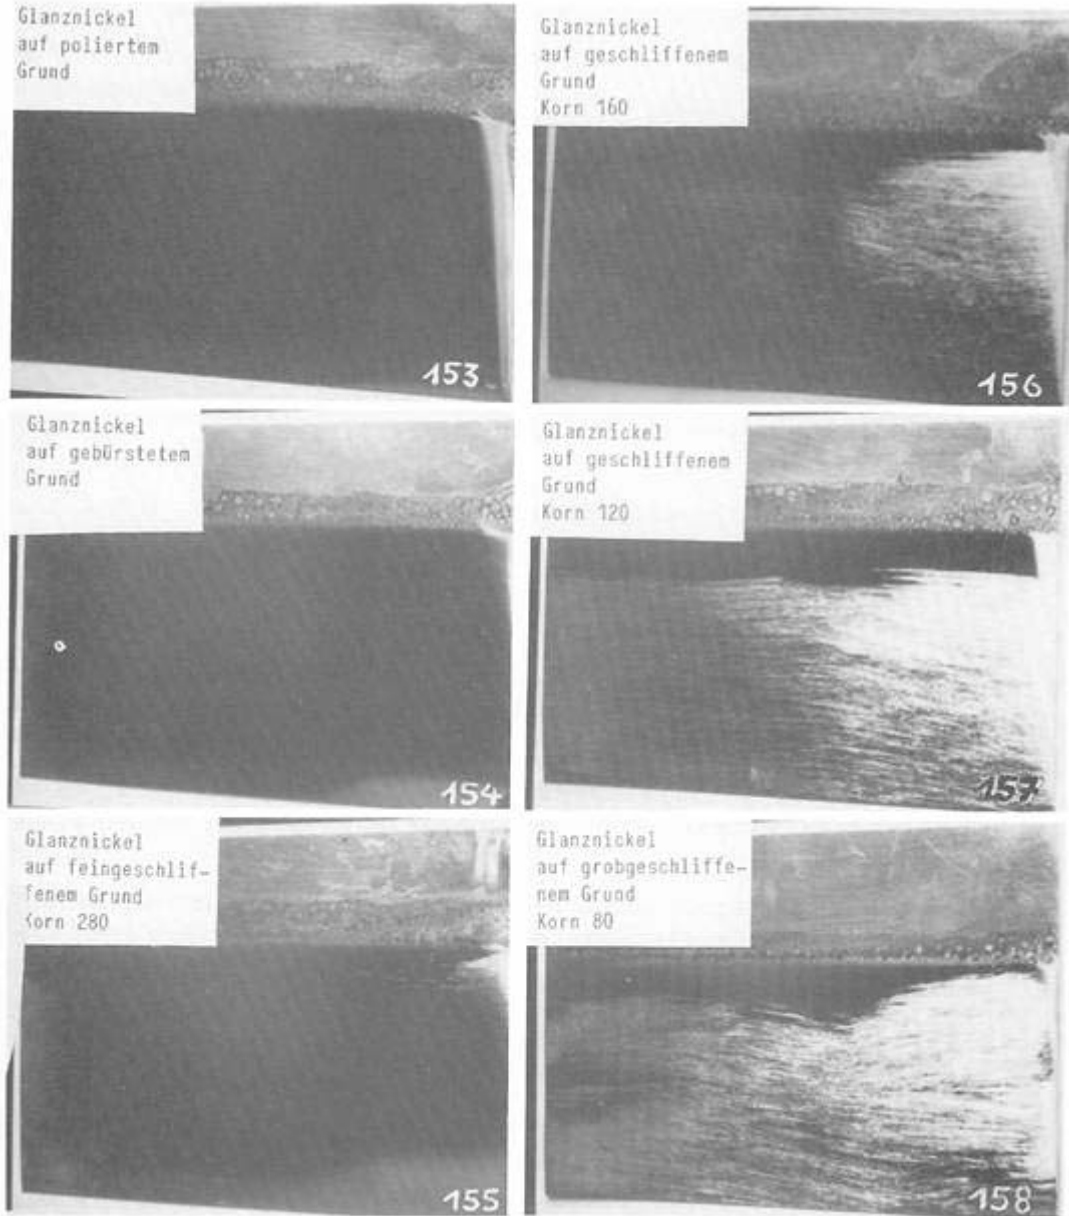 Glanznickel
auf poliertem
Grund
153
Glanznickel
auf gebürstetem
Grund
154
Glanznickel
auf feingeschlif-
fenem Grund
Korn 280
155
Glanznickel
auf geschliffenem
Grund
Korn 160
156
Glanznickel
auf geschliffenem
Grund
Korn 120
157
Glanznickel
auf grobgeschliffe-
nem Grund
Korn 80
158